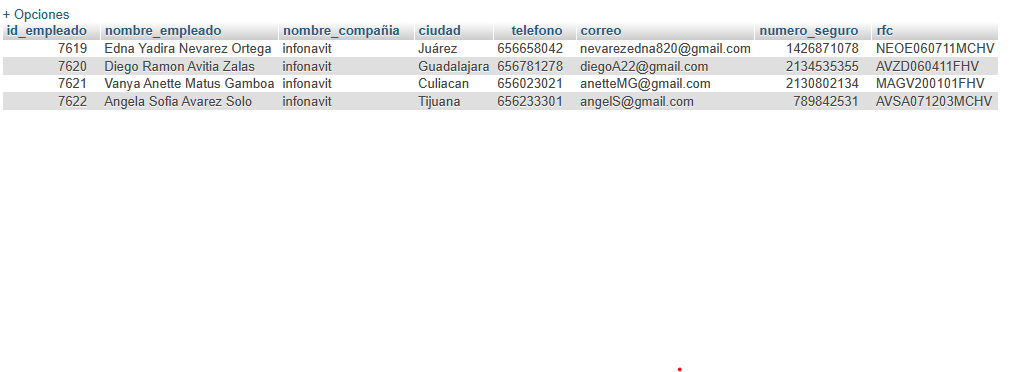 + Opciones
id_empleado nombre_empleado nombre_compañia ciudad telefono correo numero_seguro rfc
7619 Edna Yadira Nevarez Ortega infonavit Juárez 656658042 nevarezedna820@gmail.com 1426871078 NEOE060711MCHV
7620 Diego Ramon Avitia Zalas infonavit Guadalajara 656781278 diegoA22@gmail.com 2134535355 AVZD060411FHV
7621 Vanya Anette Matus Gamboa infonavit Culiacan 656023021 anetteMG@gmail.com 2130802134 MAGV200101FHV
7622 Angela Sofia Avarez Solo infonavit Tijuana 656233301 angelS@gmail.com 789842531 AVSA071203MCHV